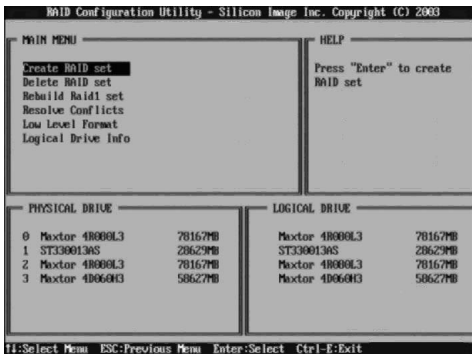 RAID Configuration Utility - Silicon Image Inc. Copyright (C) 2003
MAIN MENU
Create RAID set
Delete RAID set
Rebuild Raid1 set
Resolve Conflicts
Low Level Format
Logical Drive Info
HELP
Press "Enter" to create
RAID set
PHYSICAL DRIVE
0 Maxtor 4R080L3 78167MB
1 ST330013AS 28629MB
2 Maxtor 4R080L3 78167MB
3 Maxtor 4D060H3 58627MB
LOGICAL DRIVE
Maxtor 4R080L3 78167MB
ST330013AS 28629MB
Maxtor 4R080L3 78167MB
Maxtor 4D060H3 58627MB
↑↓:Select Menu ESC:Previous Menu Enter:Select Ctrl-E:Exit